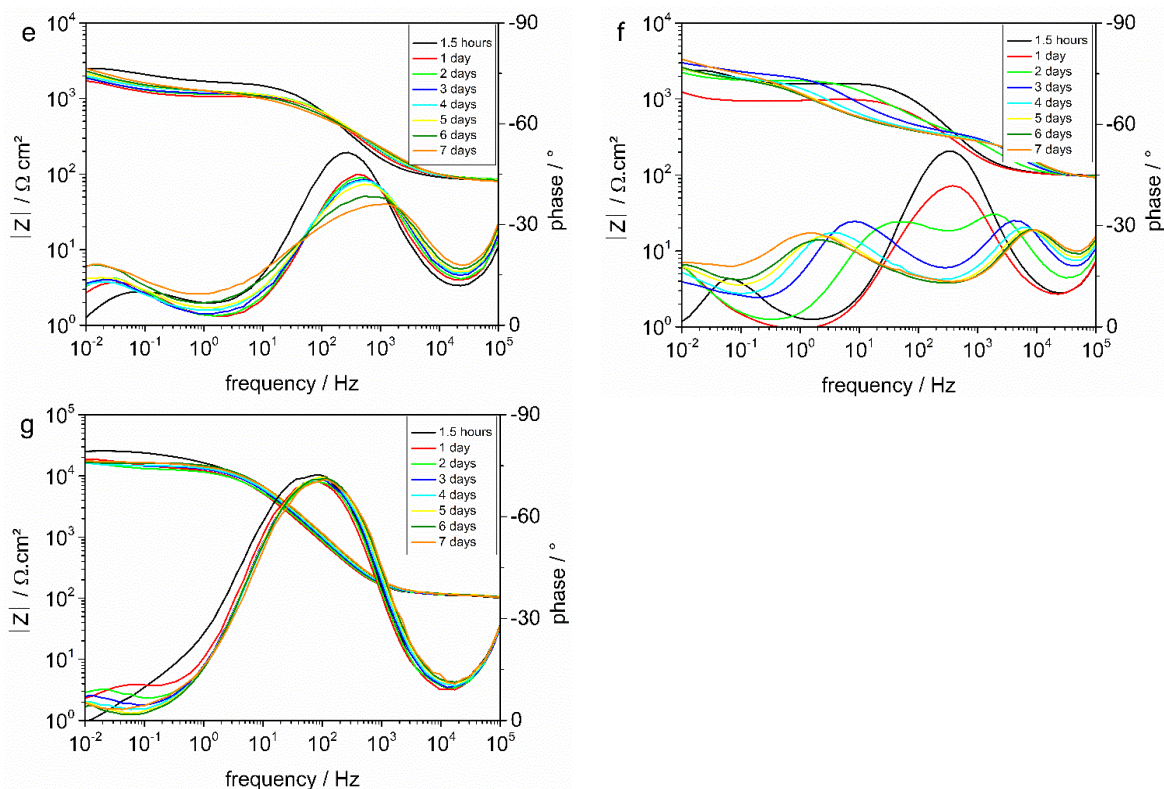 e
10⁴
10³
10²
10¹
10⁰
|Z| / Ω.cm²
-90
-60
-30
0
phase / °
1.5 hours
1 day
2 days
3 days
4 days
5 days
6 days
7 days
10⁻² 10⁻¹ 10⁰ 10¹ 10² 10³ 10⁴ 10⁵
frequency / Hz
f
10⁴
10³
10²
10¹
10⁰
|Z| / Ω.cm²
-90
-60
-30
0
phase / °
1.5 hours
1 day
2 days
3 days
4 days
5 days
6 days
7 days
10⁻² 10⁻¹ 10⁰ 10¹ 10² 10³ 10⁴ 10⁵
frequency / Hz
g
10⁵
10⁴
10³
10²
10¹
10⁰
|Z| / Ω.cm²
-90
-60
-30
0
phase / °
1.5 hours
1 day
2 days
3 days
4 days
5 days
6 days
7 days
10⁻² 10⁻¹ 10⁰ 10¹ 10² 10³ 10⁴ 10⁵
frequency / Hz